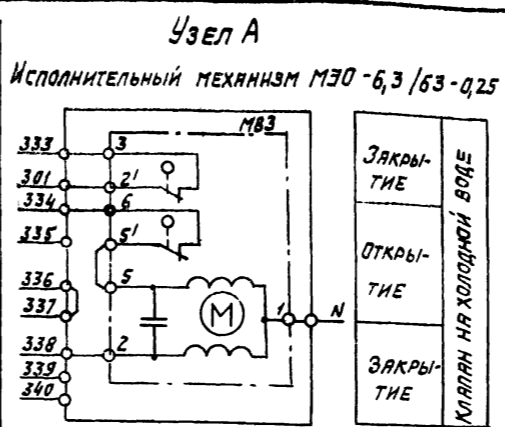 Узел А
Исполнительный механизм МЭО-6,3/63-0,25
МВЗ
333
3
301
2'
334
6
335
5'
336
5
337
М
1
N
338
2
339
340
Закры-
тие
Откры-
тие
Закры-
тие
Клапан на холодной воде